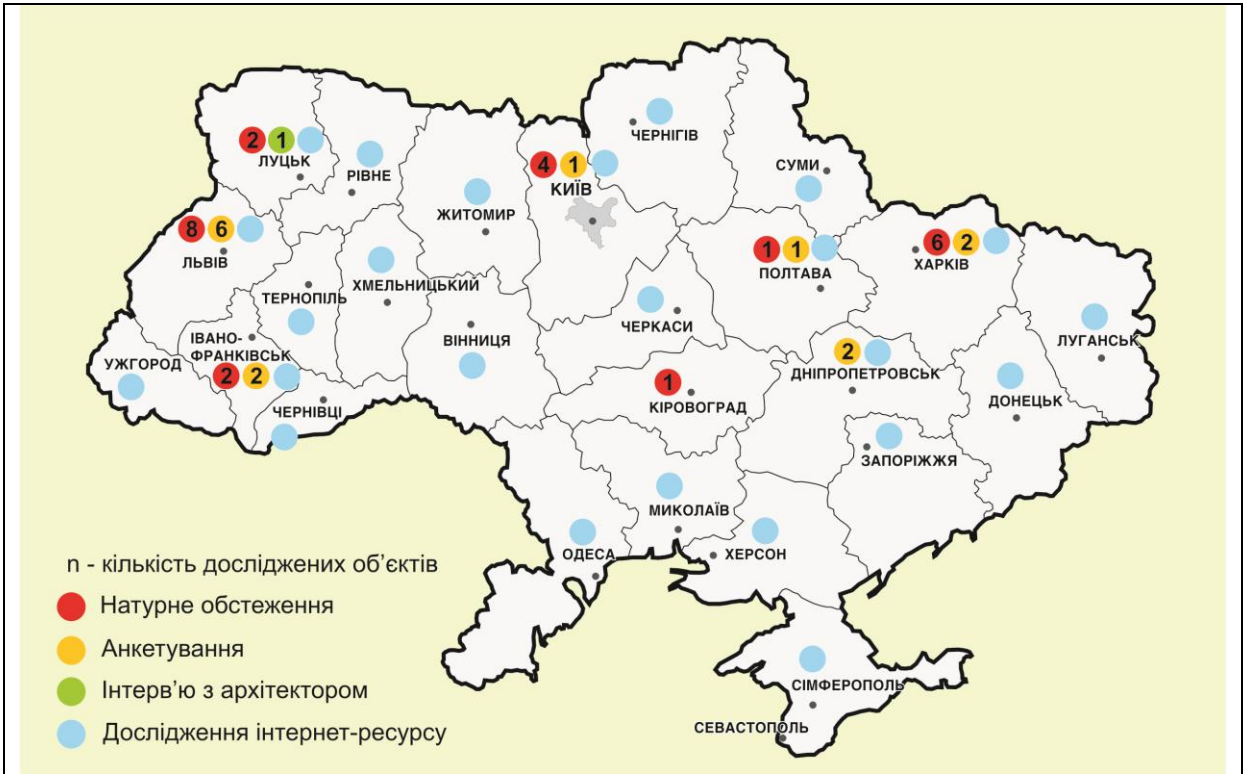 ЧЕРНІГІВ
2 1
ЛУЦЬК
РІВНЕ
4 1
КИЇВ
СУМИ
ЖИТОМИР
8 6
ЛЬВІВ
1 1
ПОЛТАВА
6 2
ХАРКІВ
ХМЕЛЬНИЦЬКИЙ
ТЕРНОПІЛЬ
ЧЕРКАСИ
ВІННИЦЯ
ІВАНО-
ФРАНКІВСЬК
2 2
УЖГОРОД
ЛУГАНСЬК
2
ДНІПРОПЕТРОВСЬК
1
КІРОВОГРАД
ДОНЕЦЬК
ЧЕРНІВЦІ
ЗАПОРІЖЖЯ
МИКОЛАЇВ
ОДЕСА
ХЕРСОН
n - кількість досліджених об’єктів
Натурне обстеження
Анкетування
Інтерв’ю з архітектором
Дослідження інтернет-ресурсу
СІМФЕРОПОЛЬ
СЕВАСТОПОЛЬ